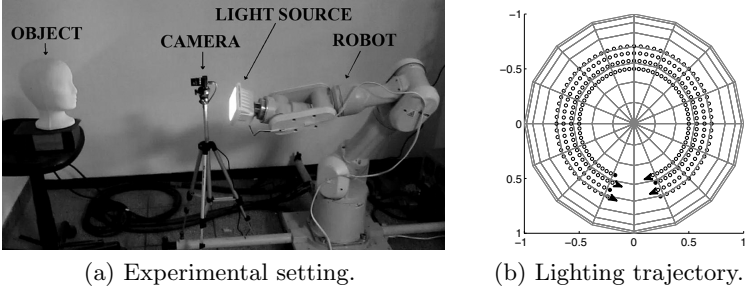 LIGHT SOURCE
OBJECT
CAMERA
ROBOT
−1
−0.5
0
0.5
1
−1
−0.5
0
0.5
1
(a) Experimental setting.
(b) Lighting trajectory.